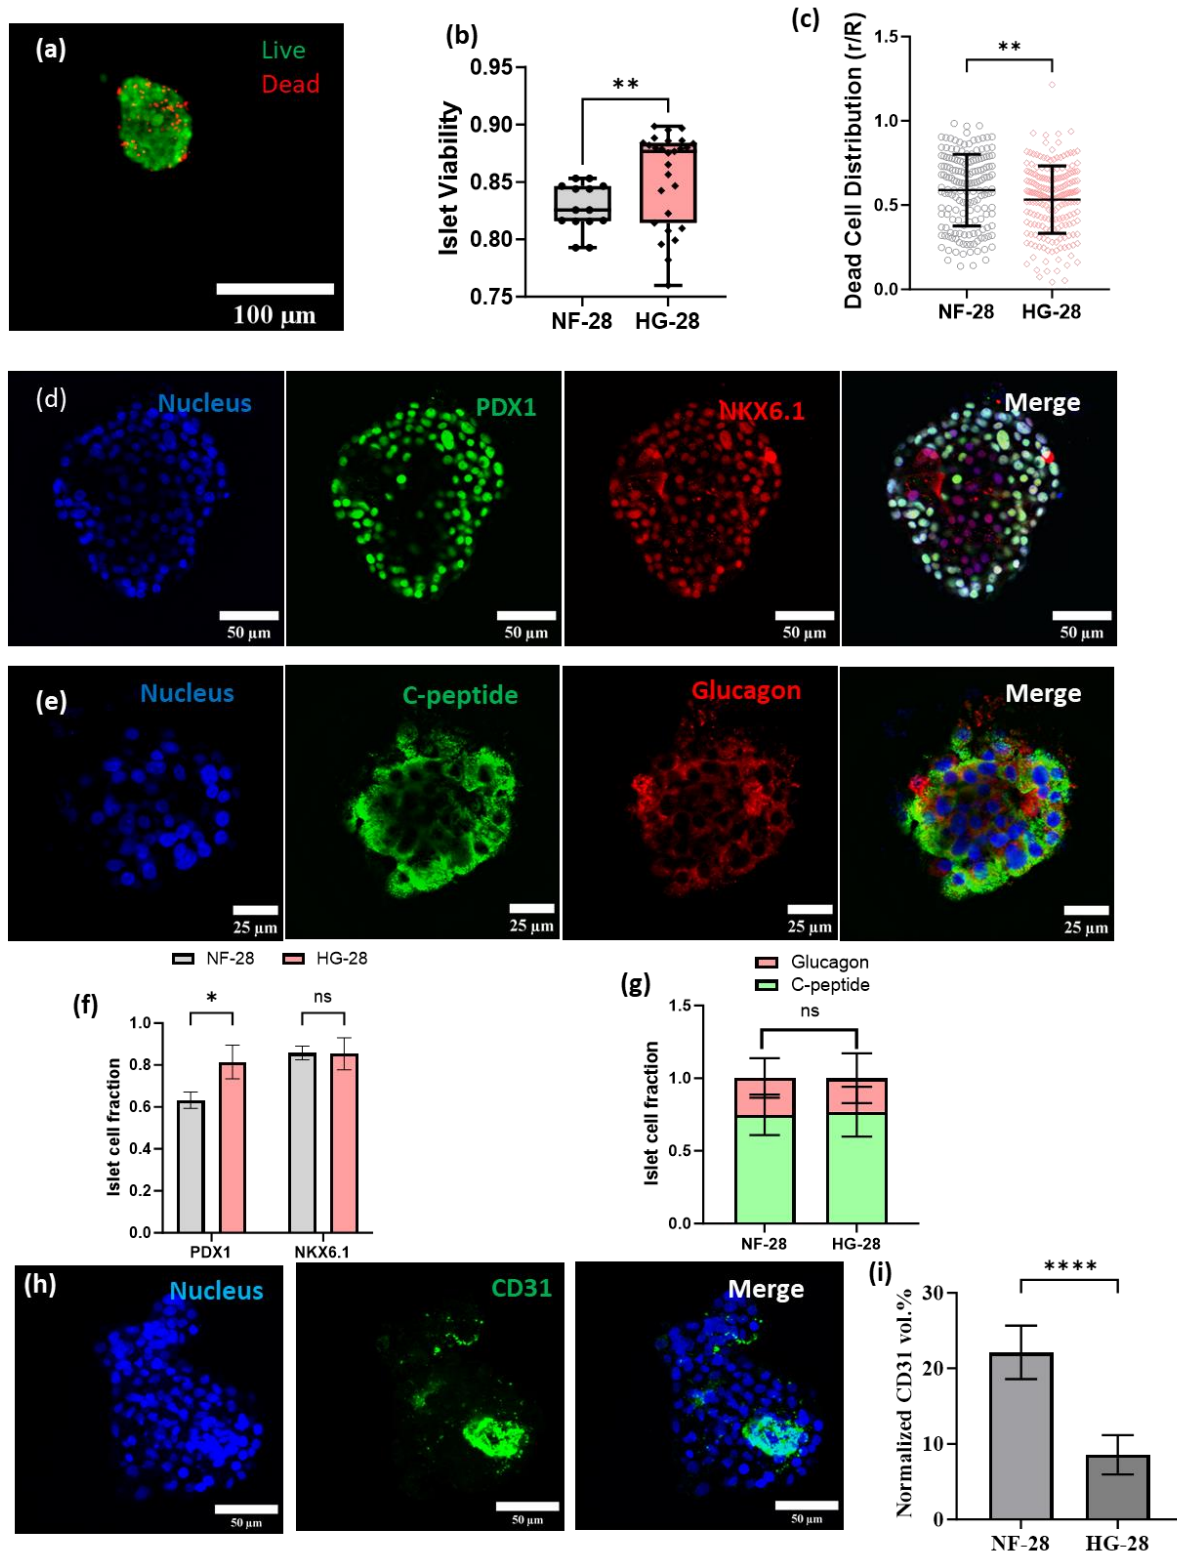 (a)
Live
Dead
100 µm
(b)
Islet Viability
0.95
0.90
0.85
0.80
0.75
**
NF-28 HG-28
(c)
Dead Cell Distribution (r/R)
1.5
1.0
0.5
0.0
**
NF-28 HG-28
(d)
Nucleus
50 µm
PDX1
50 µm
NKX6.1
50 µm
Merge
50 µm
(e)
Nucleus
25 µm
C-peptide
25 µm
Glucagon
25 µm
Merge
25 µm
NF-28 HG-28
(f)
Islet cell fraction
1.0
0.8
0.6
0.4
0.2
0.0
*
ns
PDX1 NKX6.1
Glucagon
C-peptide
(g)
Islet cell fraction
1.5
1.0
0.5
0.0
ns
NF-28 HG-28
(h)
Nucleus
50 µm
CD31
50 µm
Merge
50 µm
(i)
Normalized CD31 vol.%
30
20
10
0
****
NF-28 HG-28